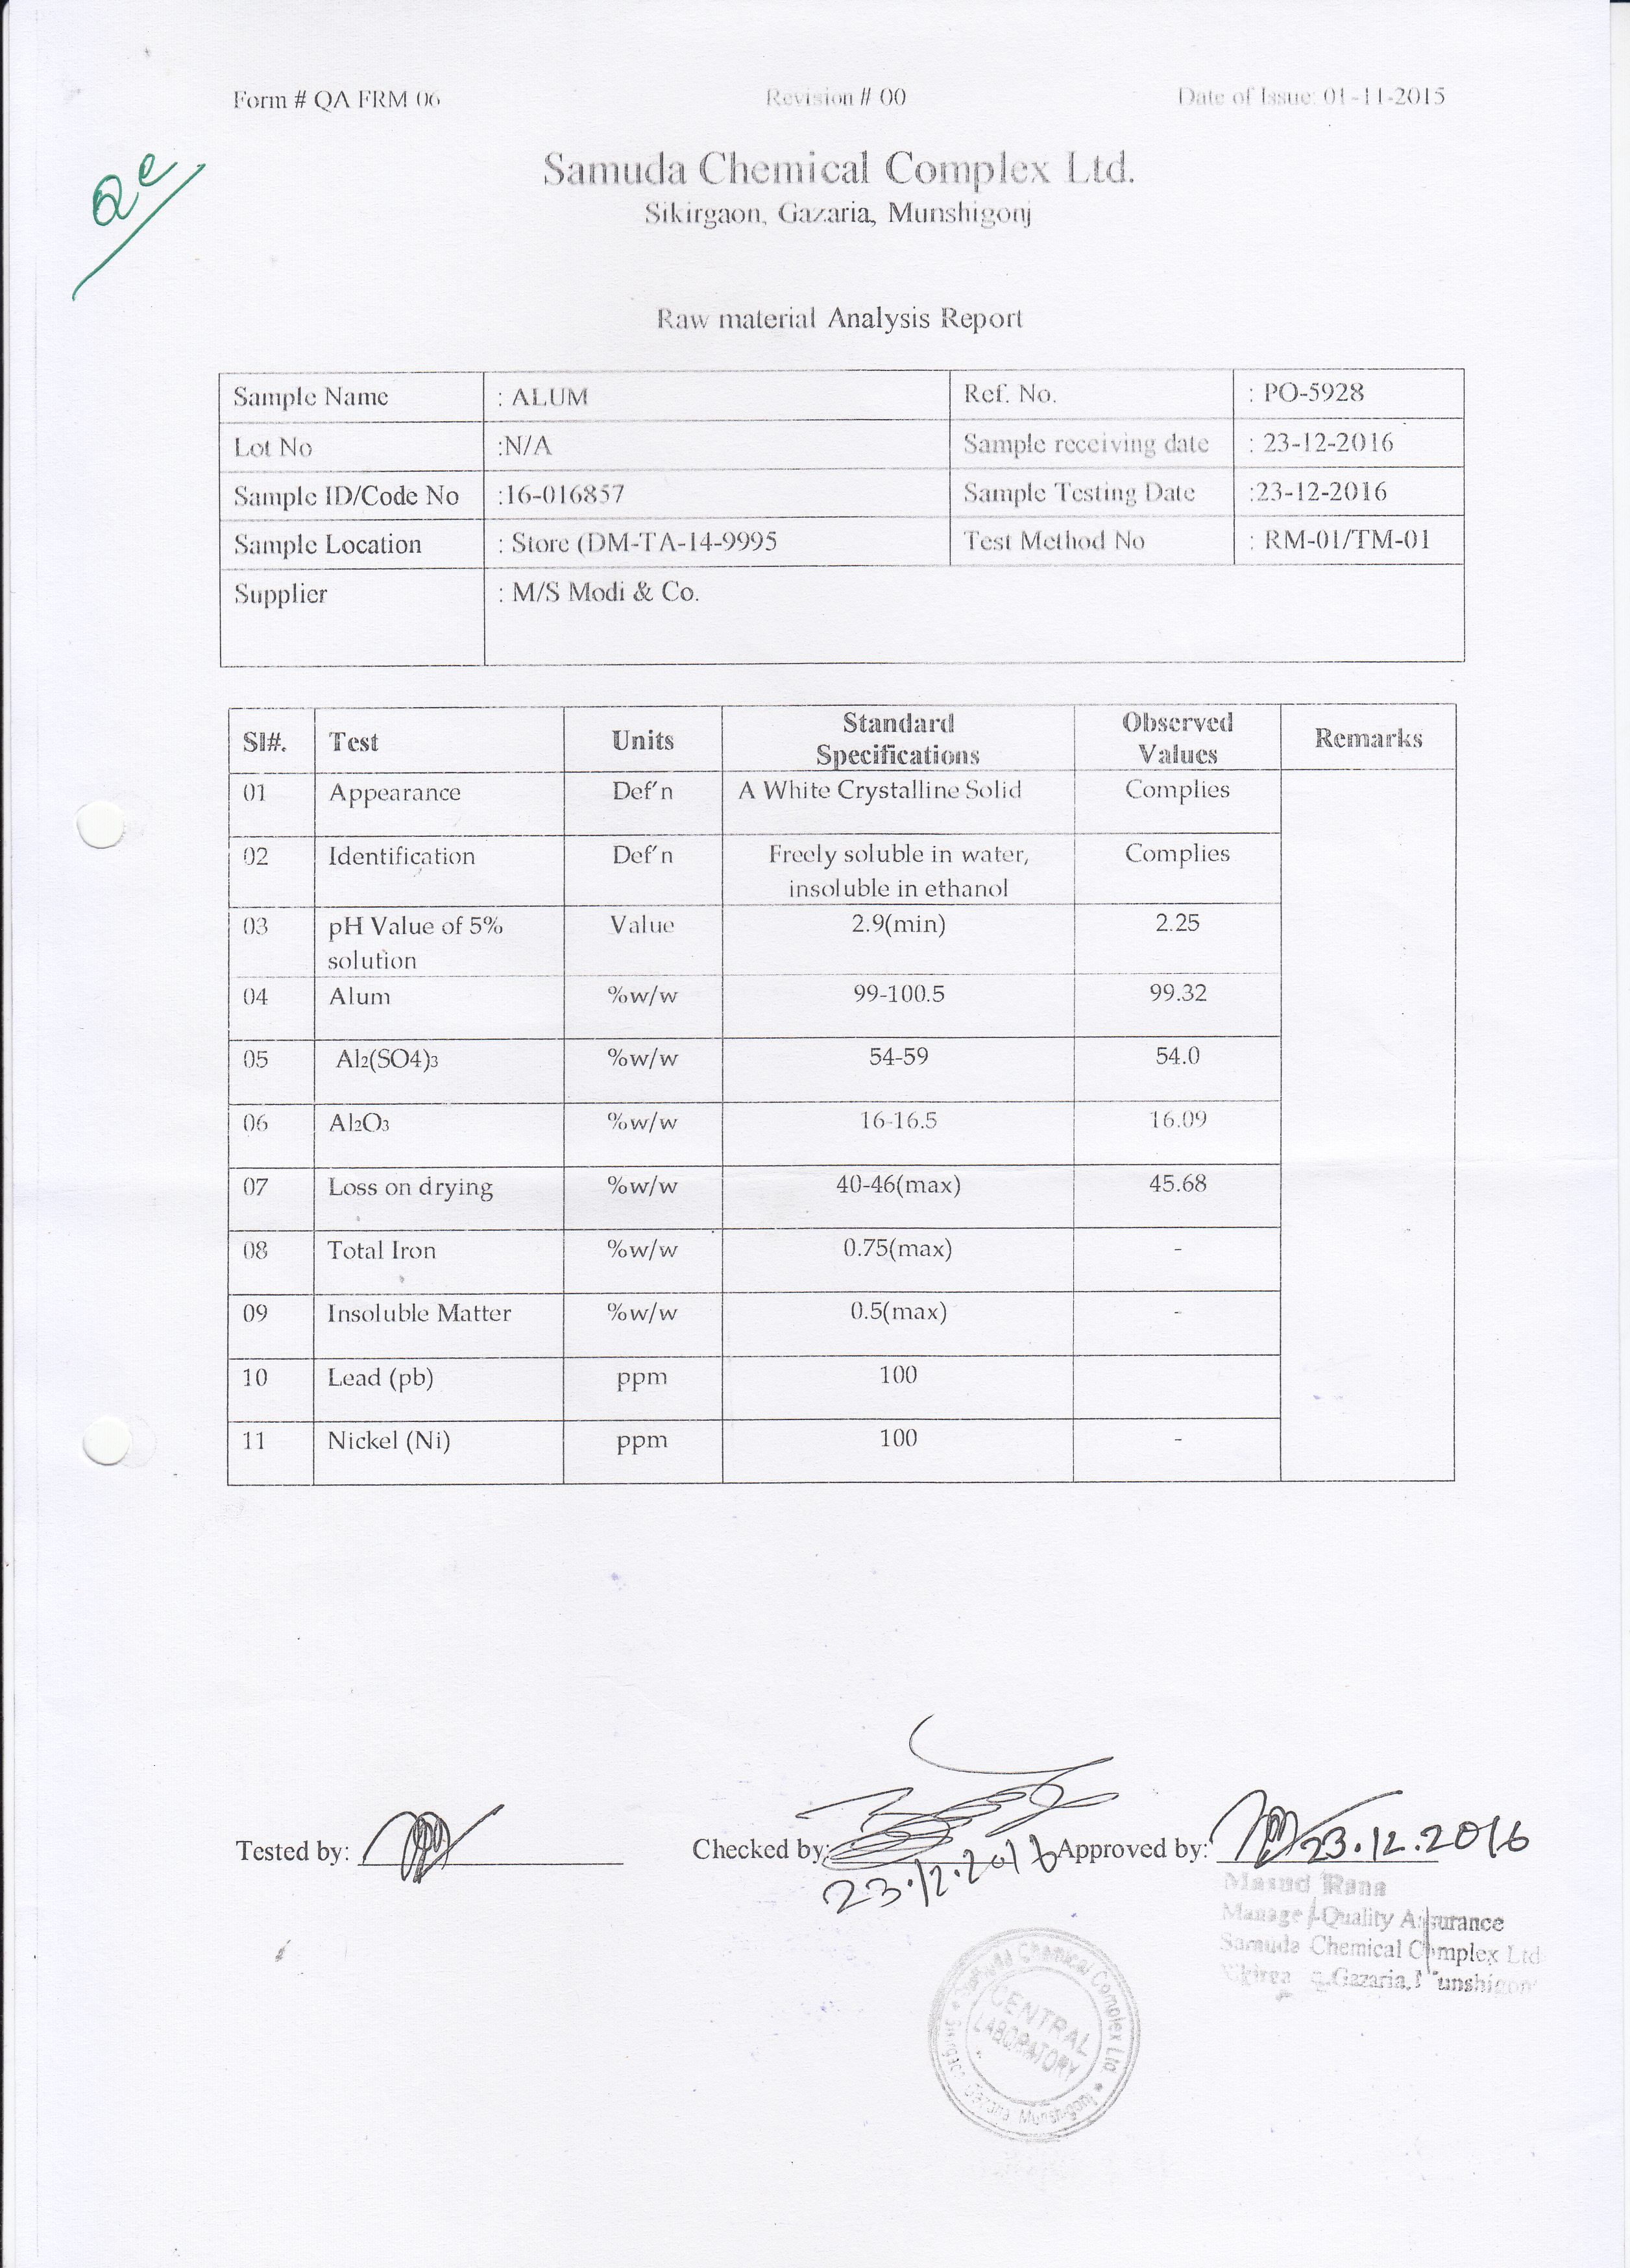 Form # QA FRM 06 Revision # 00 Date of Issue: 01-11-2015
Samuda Chemical Complex Ltd.
Sikirgaon, Gazaria, Munshigonj
Raw material Analysis Report
Sample Name : ALUM Ref. No. : PO-5928
Lot No :N/A Sample receiving date : 23-12-2016
Sample ID/Code No :16-016857 Sample Testing Date :23-12-2016
Sample Location : Store (DM-TA-14-9995 Test Method No : RM-01/TM-01
Supplier : M/S Modi & Co.
Sl#. Test Units Standard Specifications Observed Values Remarks
01 Appearance Def'n A White Crystalline Solid Complies
02 Identification Def'n Freely soluble in water, insoluble in ethanol Complies
03 pH Value of 5% solution Value 2.9(min) 2.25
04 Alum %w/w 99-100.5 99.32
05 Al2(SO4)3 %w/w 54-59 54.0
06 Al2O3 %w/w 16-16.5 16.09
07 Loss on drying %w/w 40-46(max) 45.68
08 Total Iron %w/w 0.75(max) -
09 Insoluble Matter %w/w 0.5(max) -
10 Lead (pb) ppm 100
11 Nickel (Ni) ppm 100 -
Tested by: Checked by: Approved by: 23.12.2016
23.12.2016
Masud Rana
Manager Quality Assurance
Samuda Chemical Complex Ltd
Gazaria, Munshigon
Samuda Chemical Complex Ltd
CENTRAL
LABORATORY
Gazaria Munshigonj